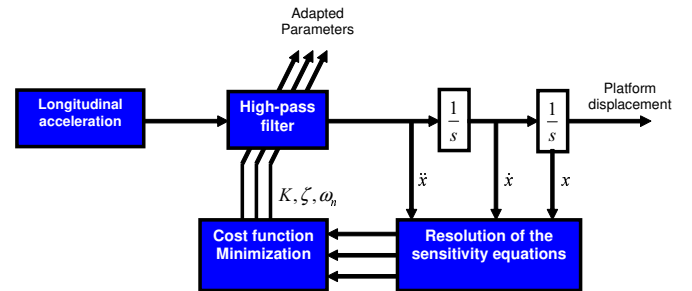 Adapted
Parameters
Longitudinal
acceleration
High-pass
filter
1
s
1
s
Platform
displacement
ẍ
ẋ
x
K, ζ, ωₙ
Cost function
Minimization
Resolution of the
sensitivity equations